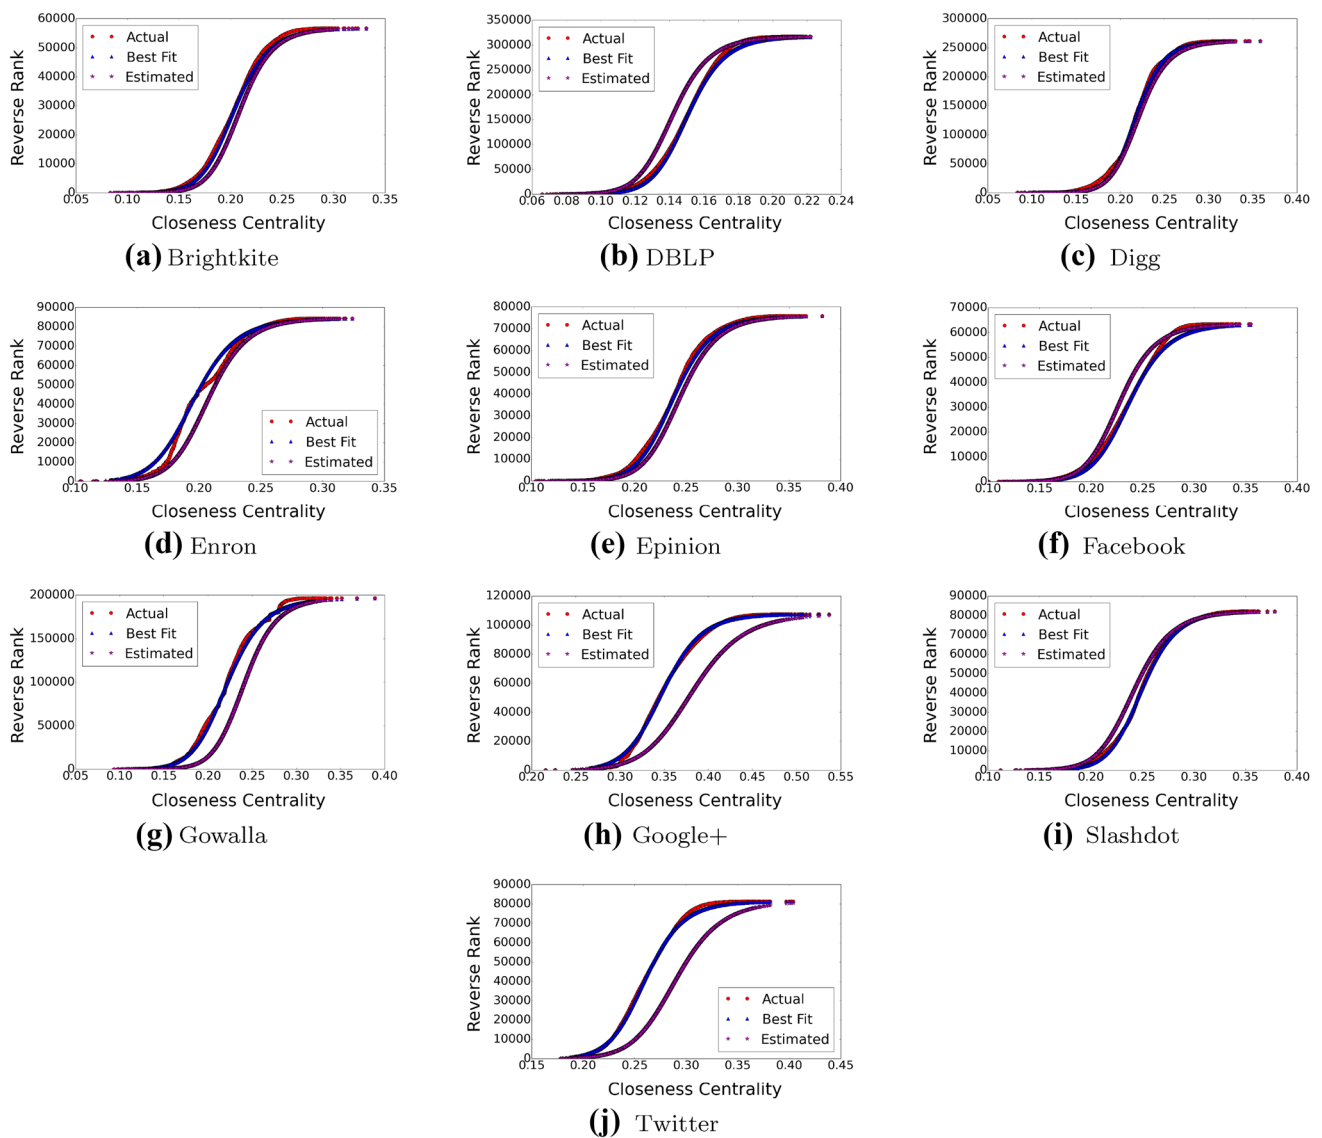 60000
50000
40000
30000
20000
10000
0
Reverse Rank
Actual
Best Fit
Estimated
0.05 0.10 0.15 0.20 0.25 0.30 0.35
Closeness Centrality
(a) Brightkite
350000
300000
250000
200000
150000
100000
50000
0
Reverse Rank
Actual
Best Fit
Estimated
0.06 0.08 0.10 0.12 0.14 0.16 0.18 0.20 0.22 0.24
Closeness Centrality
(b) DBLP
300000
250000
200000
150000
100000
50000
0
Reverse Rank
Actual
Best Fit
Estimated
0.05 0.10 0.15 0.20 0.25 0.30 0.35 0.40
Closeness Centrality
(c) Digg
90000
80000
70000
60000
50000
40000
30000
20000
10000
0
Reverse Rank
Actual
Best Fit
Estimated
0.10 0.15 0.20 0.25 0.30 0.35
Closeness Centrality
(d) Enron
80000
70000
60000
50000
40000
30000
20000
10000
0
Reverse Rank
Actual
Best Fit
Estimated
0.10 0.15 0.20 0.25 0.30 0.35 0.40
Closeness Centrality
(e) Epinion
70000
60000
50000
40000
30000
20000
10000
0
Reverse Rank
Actual
Best Fit
Estimated
0.10 0.15 0.20 0.25 0.30 0.35 0.40
Closeness Centrality
(f) Facebook
200000
150000
100000
50000
0
Reverse Rank
Actual
Best Fit
Estimated
0.05 0.10 0.15 0.20 0.25 0.30 0.35 0.40
Closeness Centrality
(g) Gowalla
120000
100000
80000
60000
40000
20000
0
Reverse Rank
Actual
Best Fit
Estimated
0.20 0.25 0.30 0.35 0.40 0.45 0.50 0.55
Closeness Centrality
(h) Google+
90000
80000
70000
60000
50000
40000
30000
20000
10000
0
Reverse Rank
Actual
Best Fit
Estimated
0.10 0.15 0.20 0.25 0.30 0.35 0.40
Closeness Centrality
(i) Slashdot
90000
80000
70000
60000
50000
40000
30000
20000
10000
0
Reverse Rank
Actual
Best Fit
Estimated
0.15 0.20 0.25 0.30 0.35 0.40 0.45
Closeness Centrality
(j) Twitter